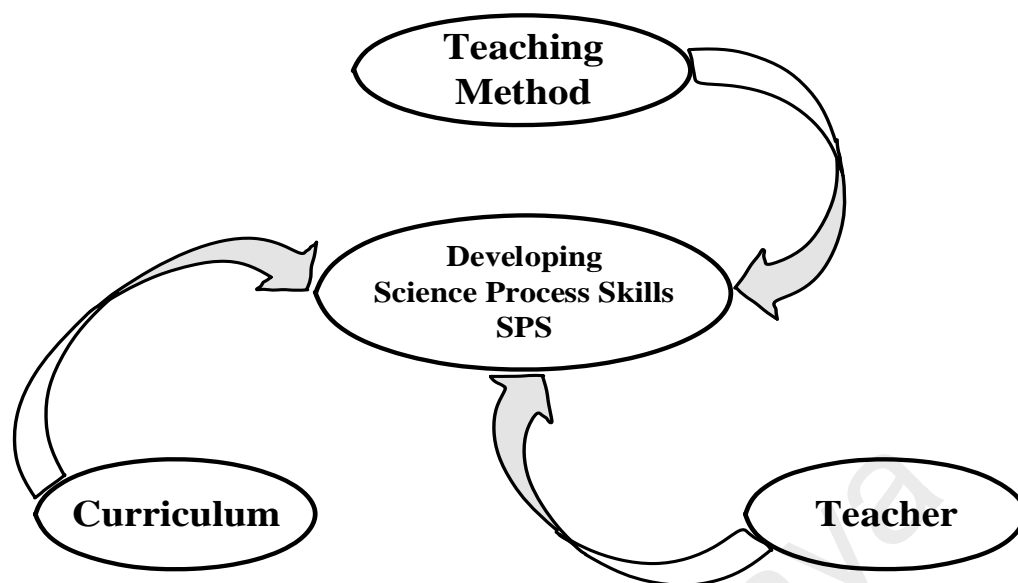 Teaching
Method
Developing
Science Process Skills
SPS
Curriculum
Teacher